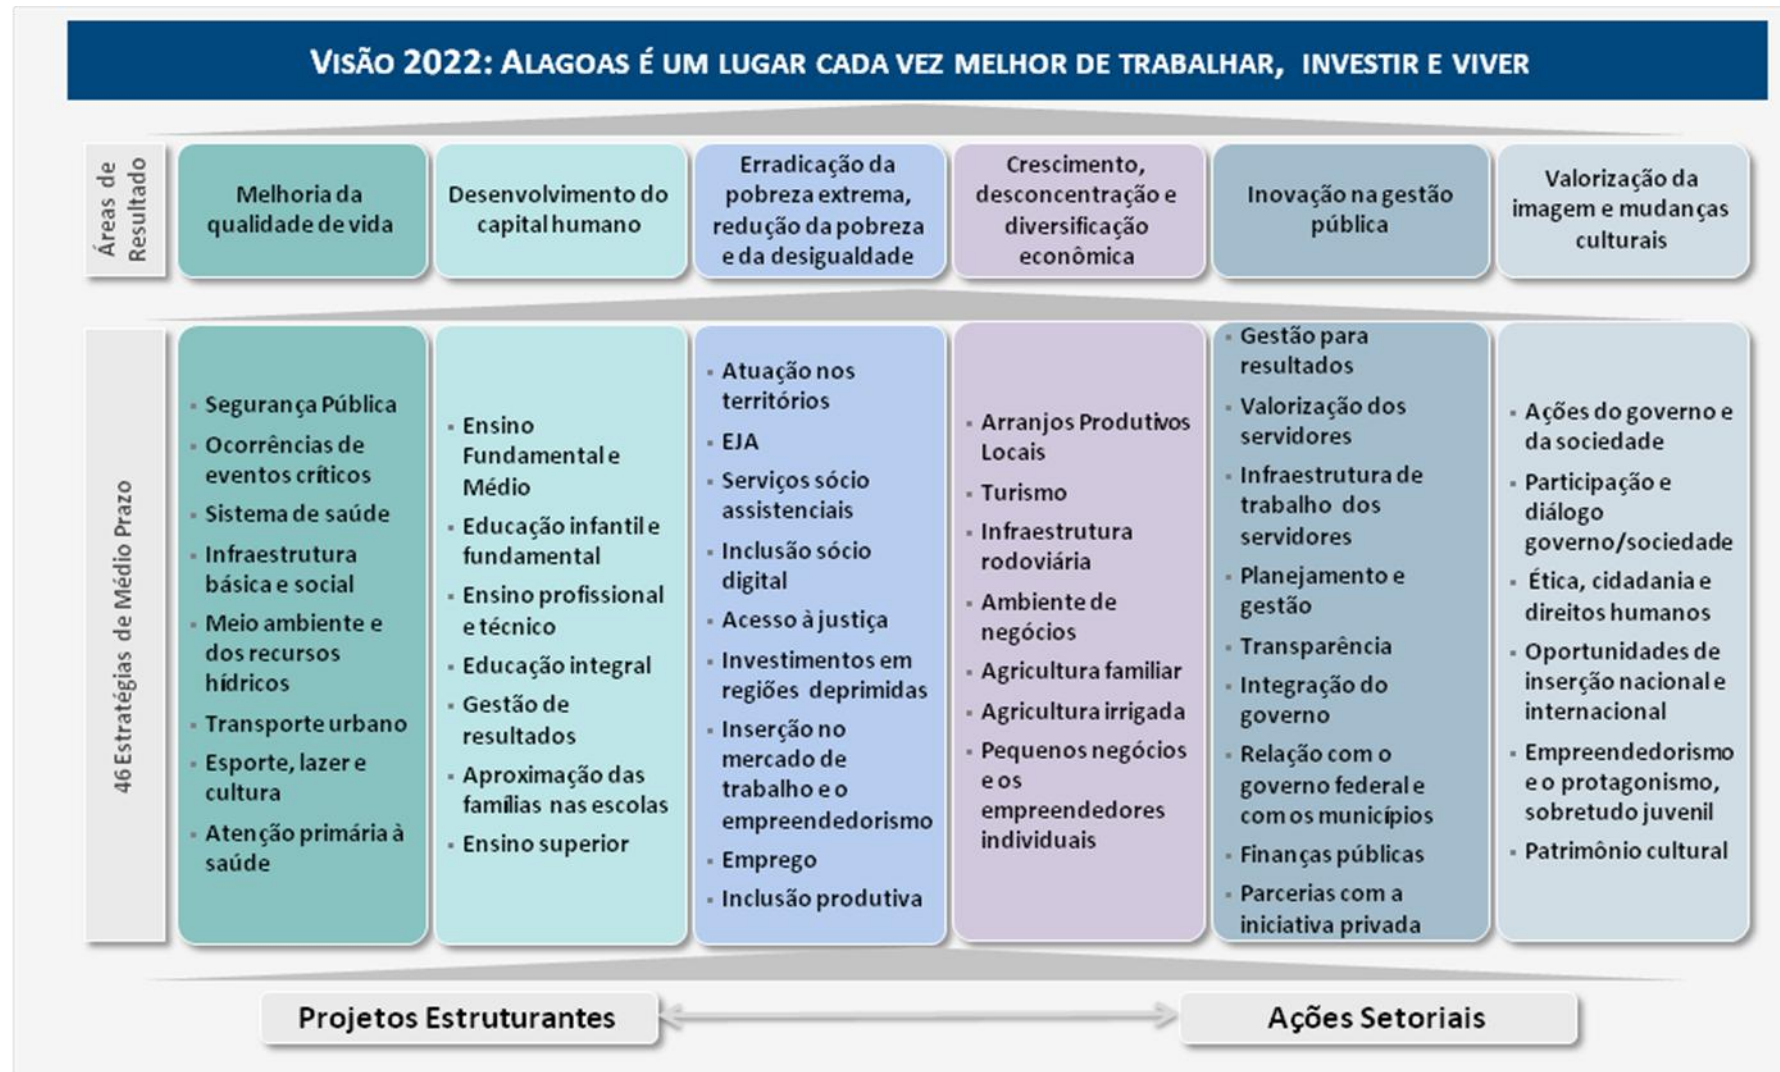 VISÃO 2022: ALAGOAS É UM LUGAR CADA VEZ MELHOR DE TRABALHAR, INVESTIR E VIVER
Áreas de
Resultado
Melhoria da
qualidade de vida
Desenvolvimento do
capital humano
Erradicação da
pobreza extrema,
redução da pobreza
e da desigualdade
Crescimento,
desconcentração e
diversificação
econômica
Inovação na gestão
pública
Valorização da
imagem e mudanças
culturais
46 Estratégias de Médio Prazo
▪ Segurança Pública
▪ Ocorrências de
eventos críticos
▪ Sistema de saúde
▪ Infraestrutura
básica e social
▪ Meio ambiente e
dos recursos
hídricos
▪ Transporte urbano
▪ Esporte, lazer e
cultura
▪ Atenção primária à
saúde
▪ Ensino
Fundamental e
Médio
▪ Educação infantil e
fundamental
▪ Ensino profissional
e técnico
▪ Educação integral
▪ Gestão de
resultados
▪ Aproximação das
famílias nas escolas
▪ Ensino superior
▪ Atuação nos
territórios
▪ EJA
▪ Serviços sócio
assistenciais
▪ Inclusão sócio
digital
▪ Acesso à justiça
▪ Investimentos em
regiões deprimidas
▪ Inserção no
mercado de
trabalho e o
empreendedorismo
▪ Emprego
▪ Inclusão produtiva
▪ Arranjos Produtivos
Locais
▪ Turismo
▪ Infraestrutura
rodoviária
▪ Ambiente de
negócios
▪ Agricultura familiar
▪ Agricultura irrigada
▪ Pequenos negócios
e os
empreendedores
individuais
▪ Gestão para
resultados
▪ Valorização dos
servidores
▪ Infraestrutura de
trabalho dos
servidores
▪ Planejamento e
gestão
▪ Transparência
▪ Integração do
governo
▪ Relação com o
governo federal e
com os municípios
▪ Finanças públicas
▪ Parcerias com a
iniciativa privada
▪ Ações do governo e
da sociedade
▪ Participação e
diálogo
governo/sociedade
▪ Ética, cidadania e
direitos humanos
▪ Oportunidades de
inserção nacional e
internacional
▪ Empreendedorismo
e o protagonismo,
sobretudo juvenil
▪ Patrimônio cultural
Projetos Estruturantes
Ações Setoriais